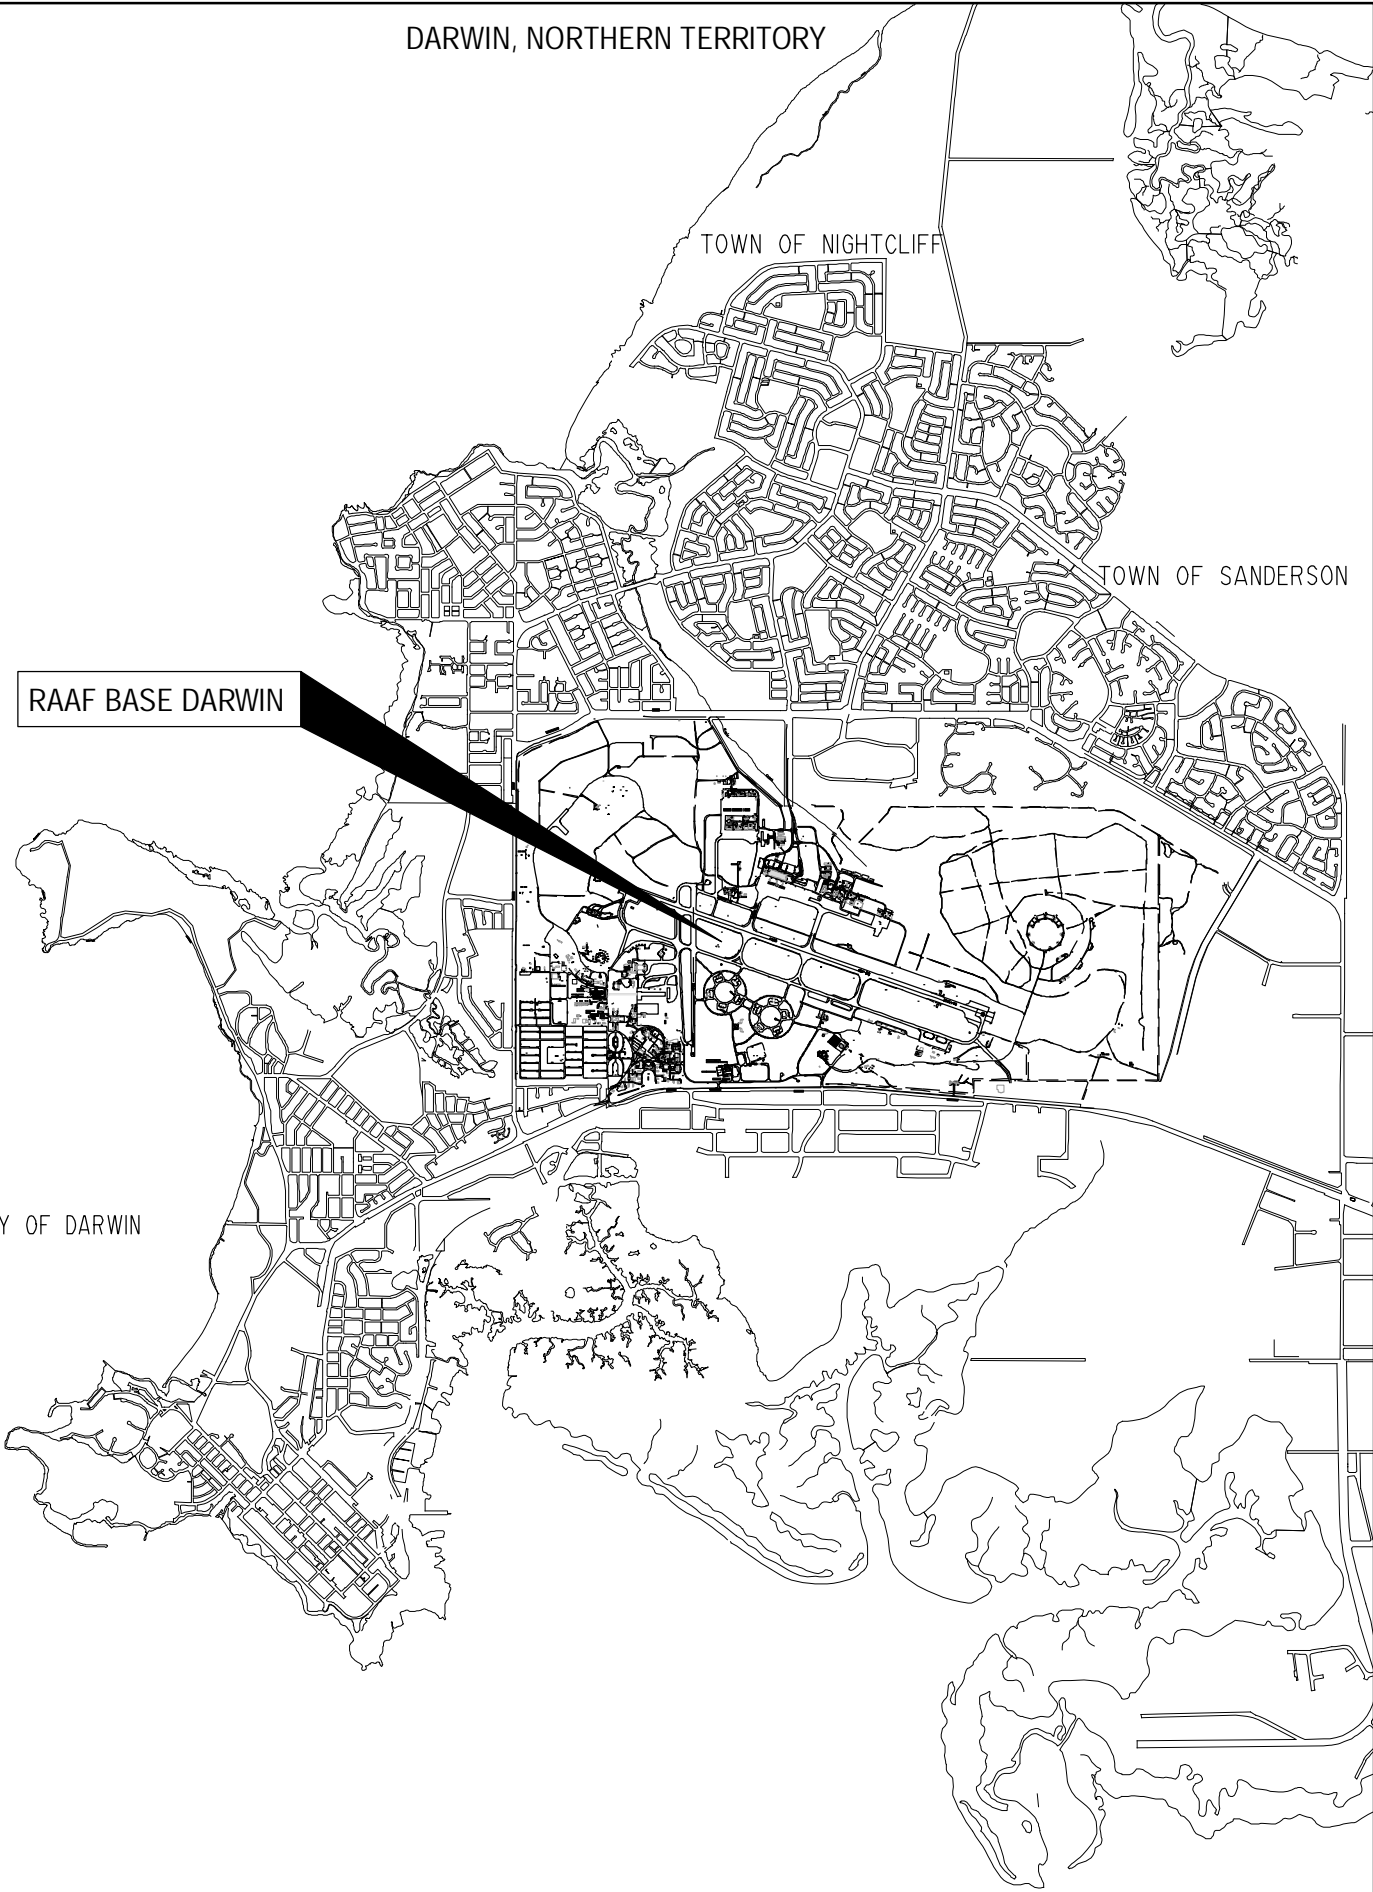 DARWIN, NORTHERN TERRITORY
TOWN OF NIGHTCLIFF
TOWN OF SANDERSON
RAAF BASE DARWIN
Y OF DARWIN